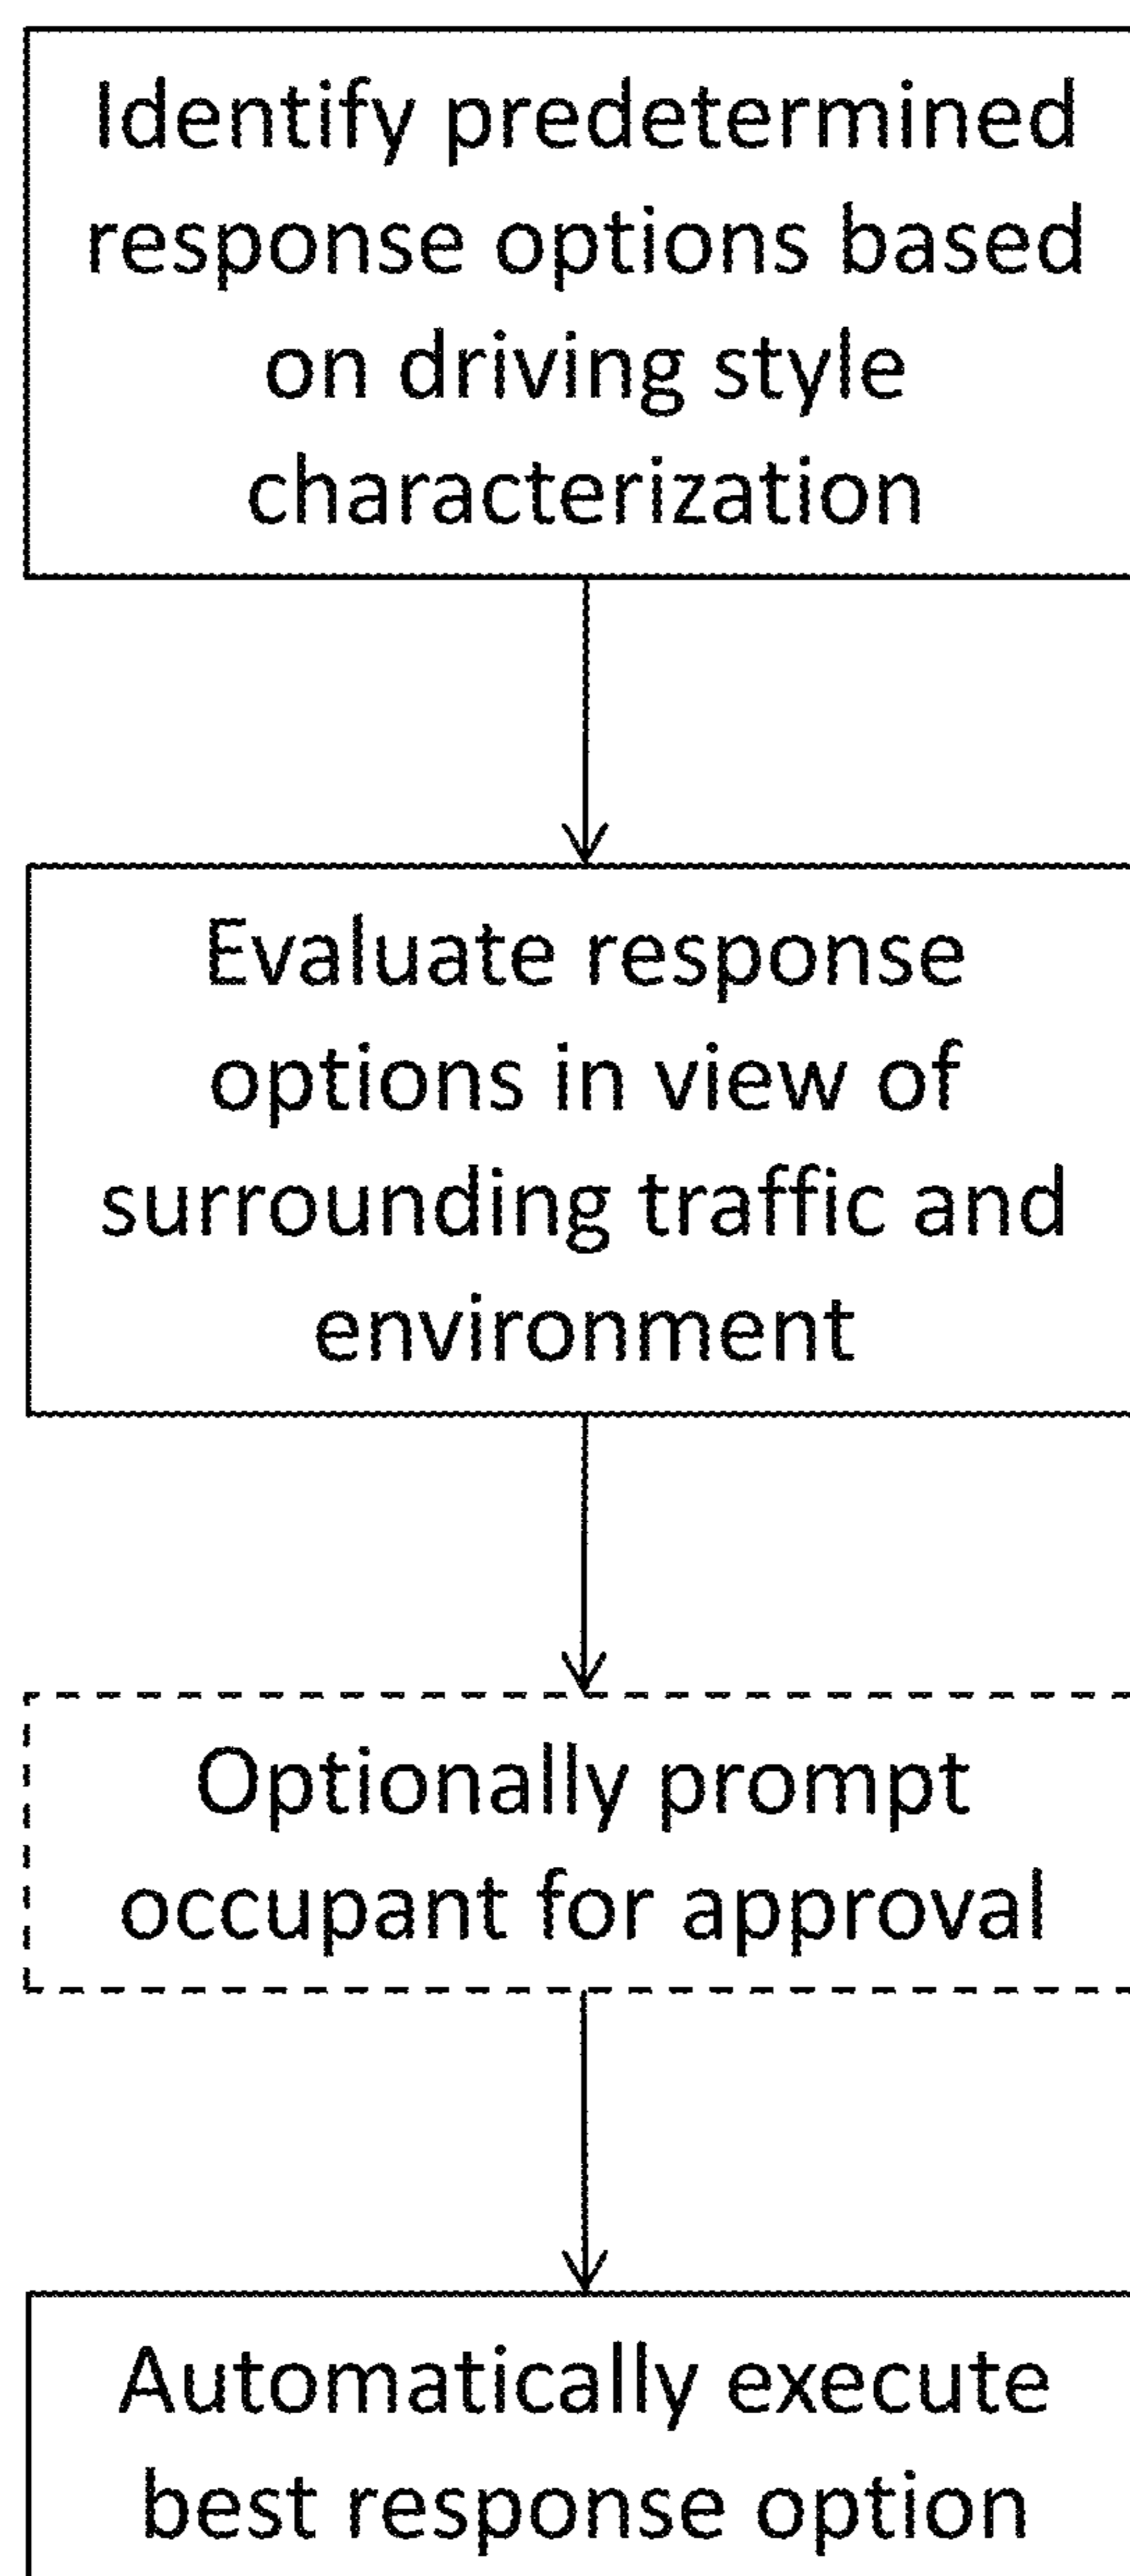 Identify predetermined
response options based
on driving style
characterization
Evaluate response
options in view of
surrounding traffic and
environment
Optionally prompt
occupant for approval
Automatically execute
best response option